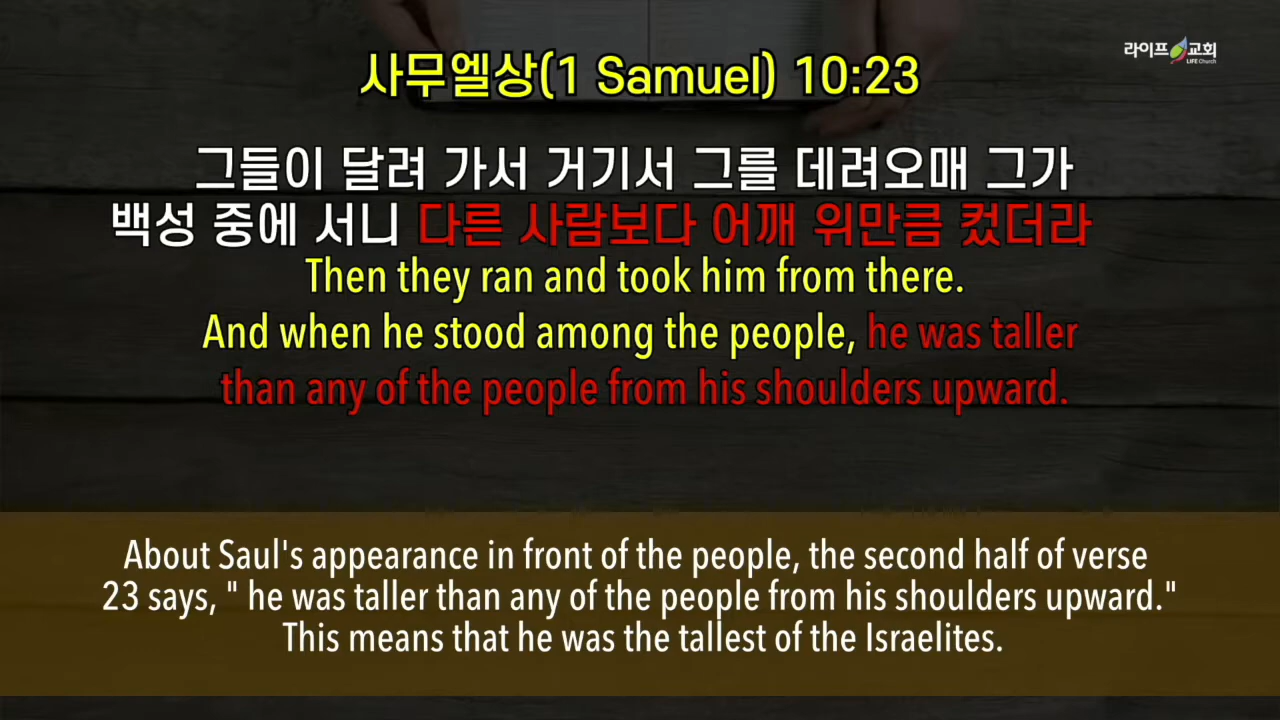 라이프교회
LIFE Church
사무엘상(1 Samuel) 10:23
그들이 달려 가서 거기서 그를 데려오매 그가
백성 중에 서니 다른 사람보다 어깨 위만큼 컸더라
Then they ran and took him from there.
And when he stood among the people, he was taller
than any of the people from his shoulders upward.
About Saul's appearance in front of the people, the second half of verse
23 says, " he was taller than any of the people from his shoulders upward."
This means that he was the tallest of the Israelites.